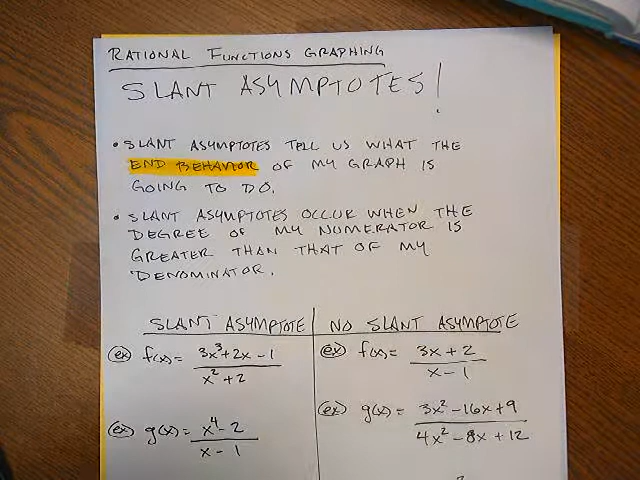 RATIONAL FUNCTIONS GRAPHING
SLANT ASYMPTOTES!
• SLANT ASYMPTOTES TELL US WHAT THE
END BEHAVIOR OF MY GRAPH IS
GOING TO DO.
• SLANT ASYMPTOTES OCCUR WHEN THE
DEGREE OF MY NUMERATOR IS
GREATER THAN THAT OF MY
DENOMINATOR.
SLANT ASYMPTOTE | NO SLANT ASYMPTOTE
(ex) f(x) = (3x³+2x-1)/(x²+2)
(ex) g(x) = (x⁴-2)/(x-1)
(ex) f(x) = (3x+2)/(x-1)
(ex) g(x) = (3x²-16x+9)/(4x²-8x+12)